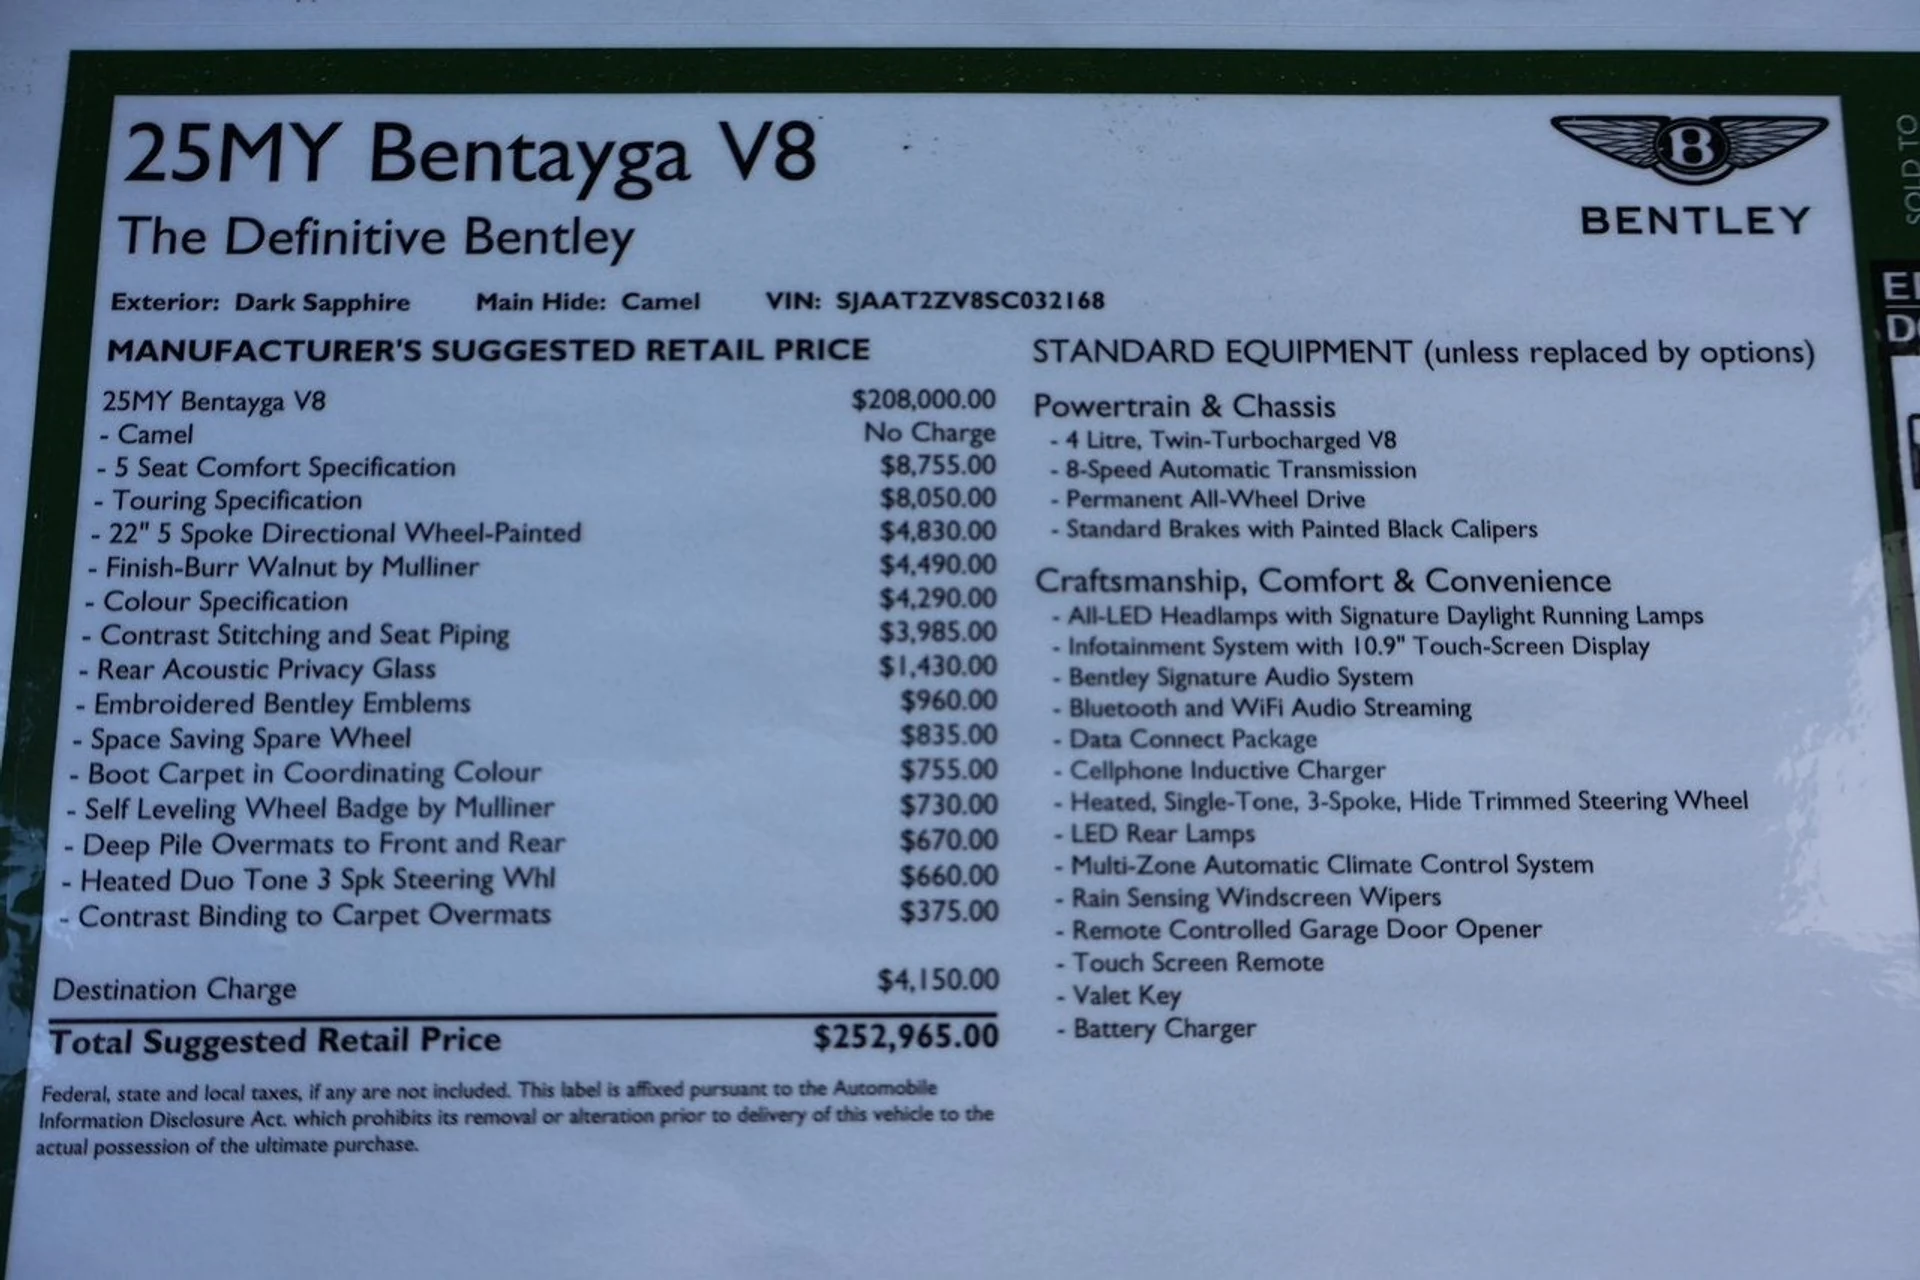 25MY Bentayga V8
The Definitive Bentley
B
BENTLEY
Exterior: Dark Sapphire Main Hide: Camel VIN: SJAAT2ZV8SC032168
MANUFACTURER'S SUGGESTED RETAIL PRICE
25MY Bentayga V8 $208,000.00
- Camel No Charge
- 5 Seat Comfort Specification $8,755.00
- Touring Specification $8,050.00
- 22" 5 Spoke Directional Wheel-Painted $4,830.00
- Finish-Burr Walnut by Mulliner $4,490.00
- Colour Specification $4,290.00
- Contrast Stitching and Seat Piping $3,985.00
- Rear Acoustic Privacy Glass $1,430.00
- Embroidered Bentley Emblems $960.00
- Space Saving Spare Wheel $835.00
- Boot Carpet in Coordinating Colour $755.00
- Self Leveling Wheel Badge by Mulliner $730.00
- Deep Pile Overmats to Front and Rear $670.00
- Heated Duo Tone 3 Spk Steering Whl $660.00
- Contrast Binding to Carpet Overmats $375.00
Destination Charge $4,150.00
Total Suggested Retail Price $252,965.00
Federal, state and local taxes, if any are not included. This label is affixed pursuant to the Automobile
Information Disclosure Act. which prohibits its removal or alteration prior to delivery of this vehicle to the
actual possession of the ultimate purchase.
STANDARD EQUIPMENT (unless replaced by options)
Powertrain & Chassis
- 4 Litre, Twin-Turbocharged V8
- 8-Speed Automatic Transmission
- Permanent All-Wheel Drive
- Standard Brakes with Painted Black Calipers
Craftsmanship, Comfort & Convenience
- All-LED Headlamps with Signature Daylight Running Lamps
- Infotainment System with 10.9" Touch-Screen Display
- Bentley Signature Audio System
- Bluetooth and WiFi Audio Streaming
- Data Connect Package
- Cellphone Inductive Charger
- Heated, Single-Tone, 3-Spoke, Hide Trimmed Steering Wheel
- LED Rear Lamps
- Multi-Zone Automatic Climate Control System
- Rain Sensing Windscreen Wipers
- Remote Controlled Garage Door Opener
- Touch Screen Remote
- Valet Key
- Battery Charger
SOLD TO